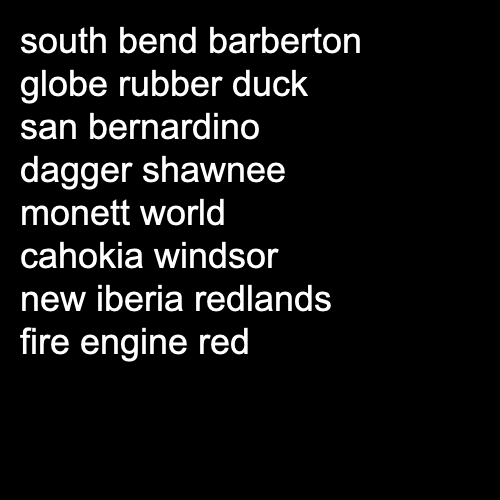 south bend barberton
globe rubber duck
san bernardino
dagger shawnee
monett world
cahokia windsor
new iberia redlands
fire engine red